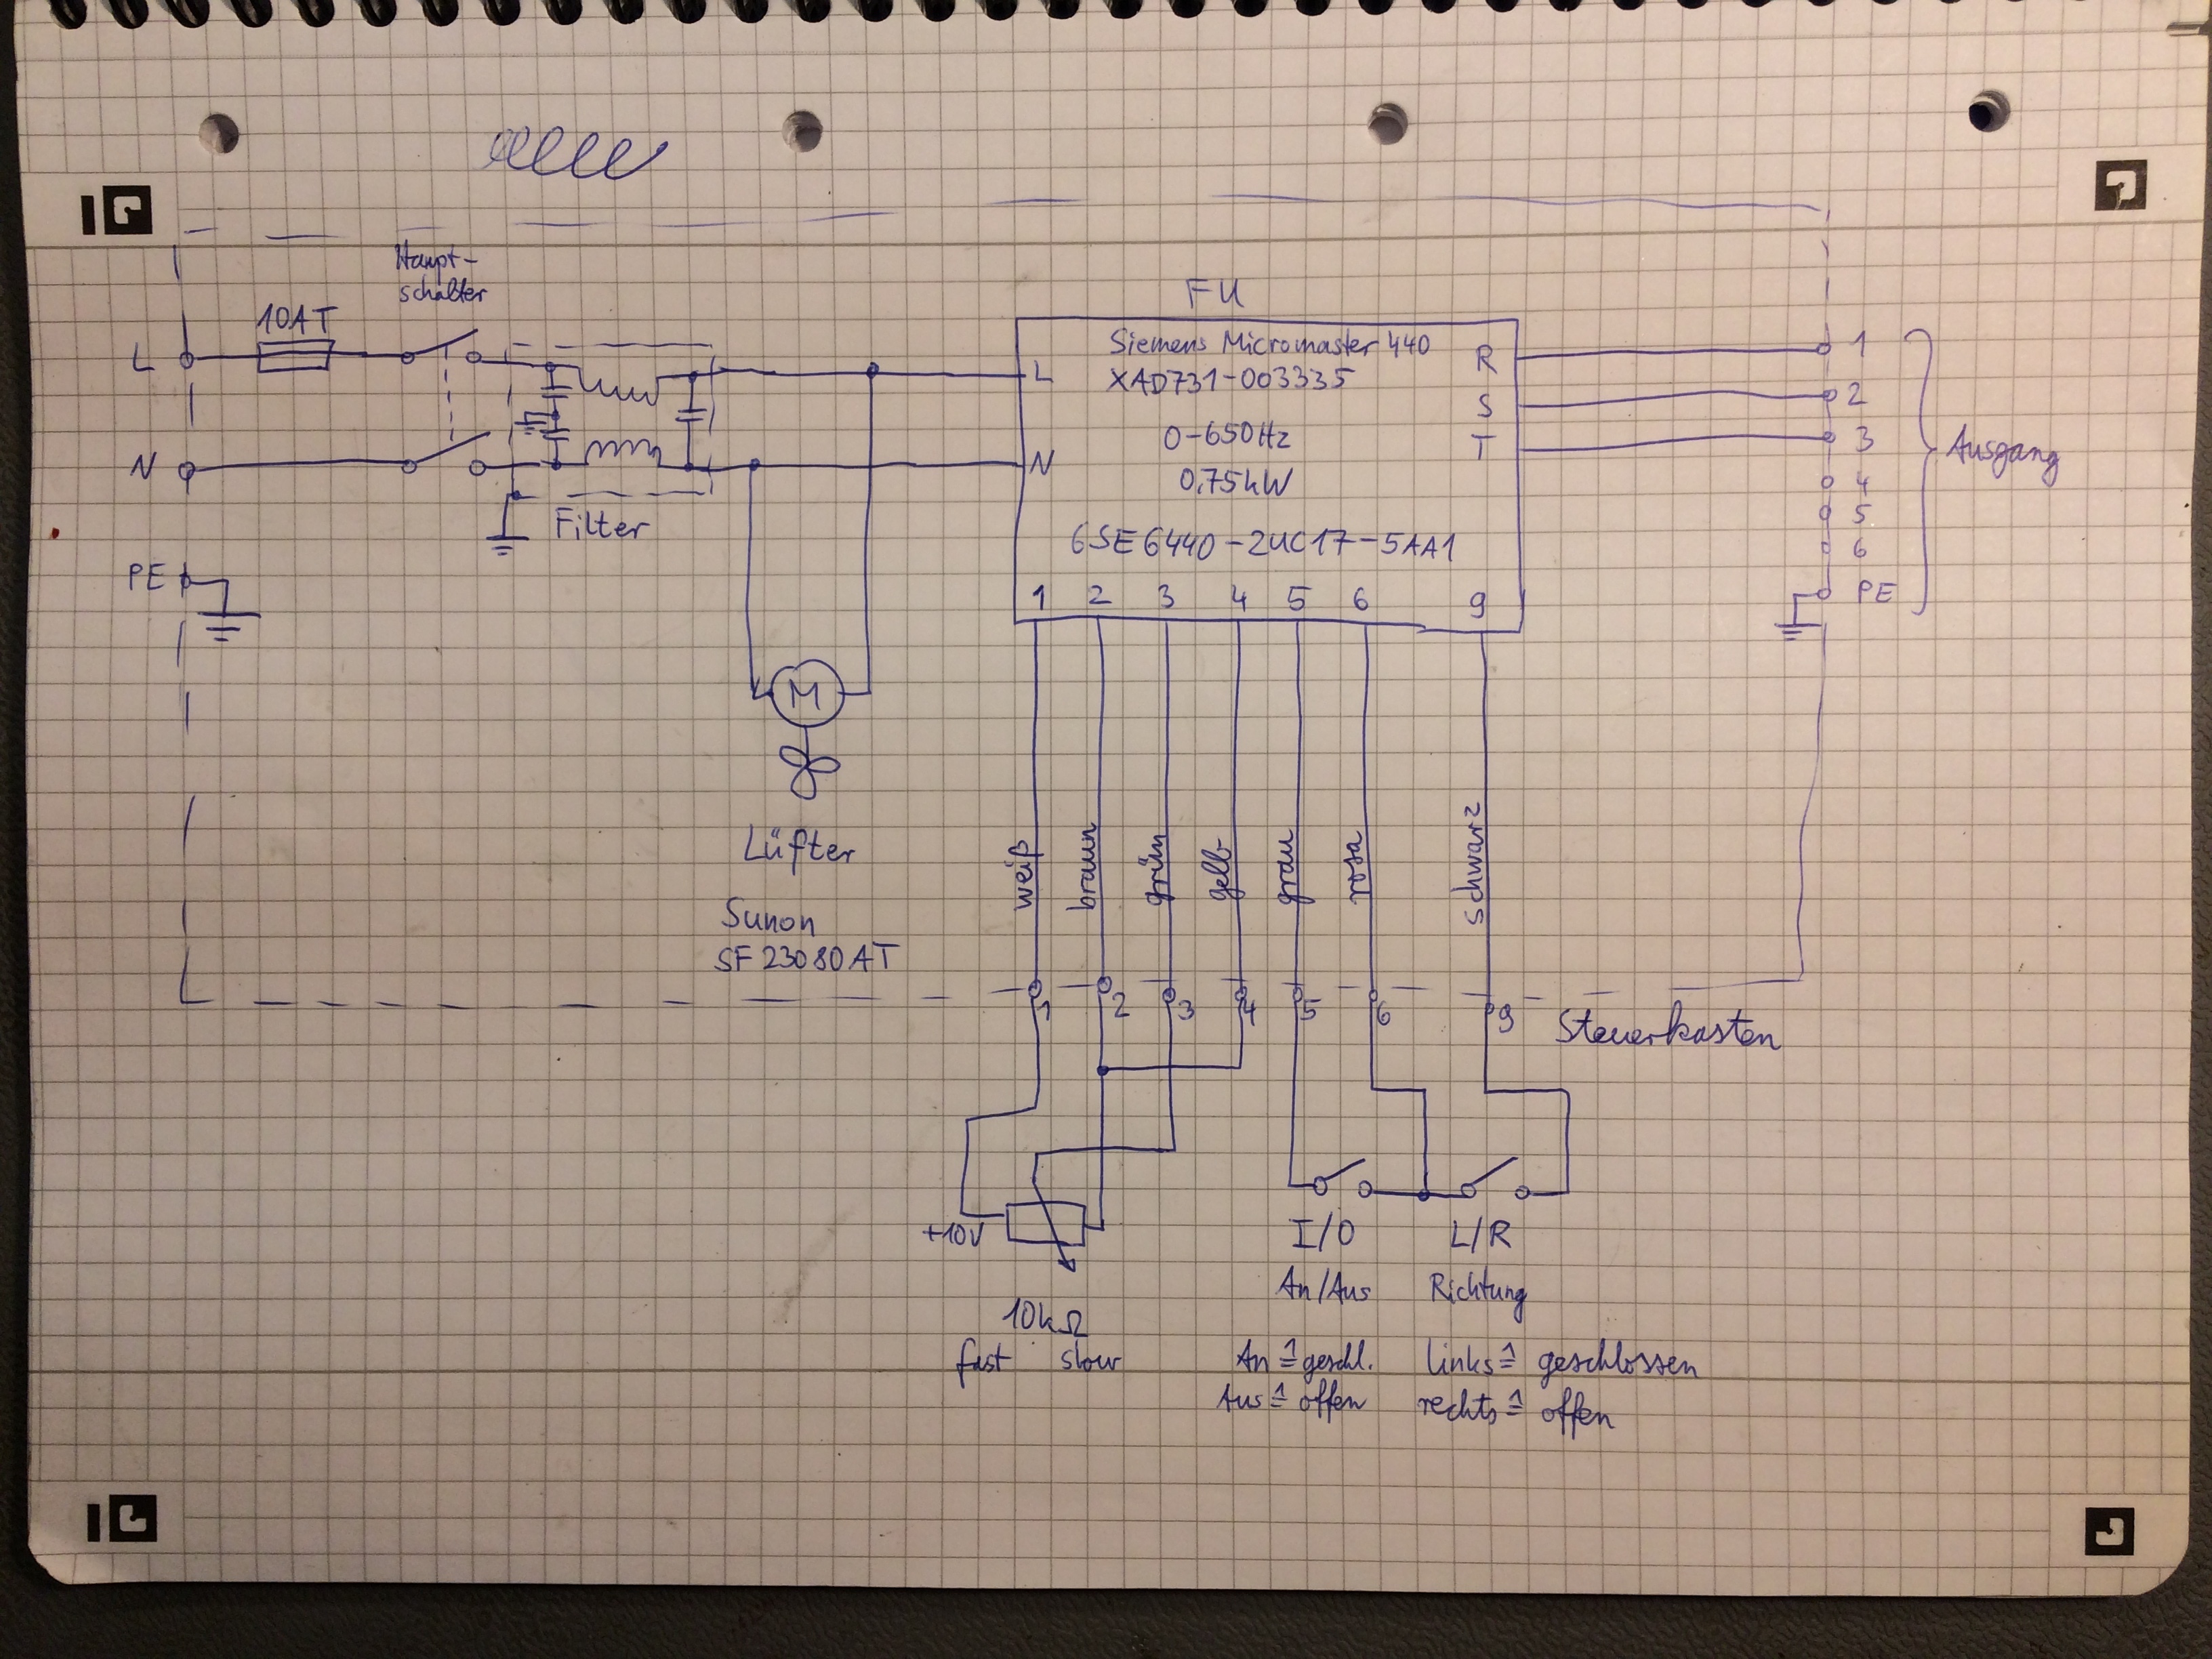 Haupt-
schalter
10AT
L
N
PE
Filter
FU
Siemens Micromaster 440
XAD731-003335
0-650Hz
0,75kW
6SE6440-2UC17-5AA1
L
N
R
S
T
1 2 3 4 5 6 9
1
2
3
4
5
6
PE
Ausgang
M
Lüfter
Sunon
SF23080AT
weiß
braun
grün
gelb
grau
rosa
schwarz
1 2 3 4 5 6 9
Steuerkasten
+10V
10kΩ
fast slow
I/O
An/Aus
An ≙ geschl.
Aus ≙ offen
L/R
Richtung
links ≙ geschlossen
rechts ≙ offen